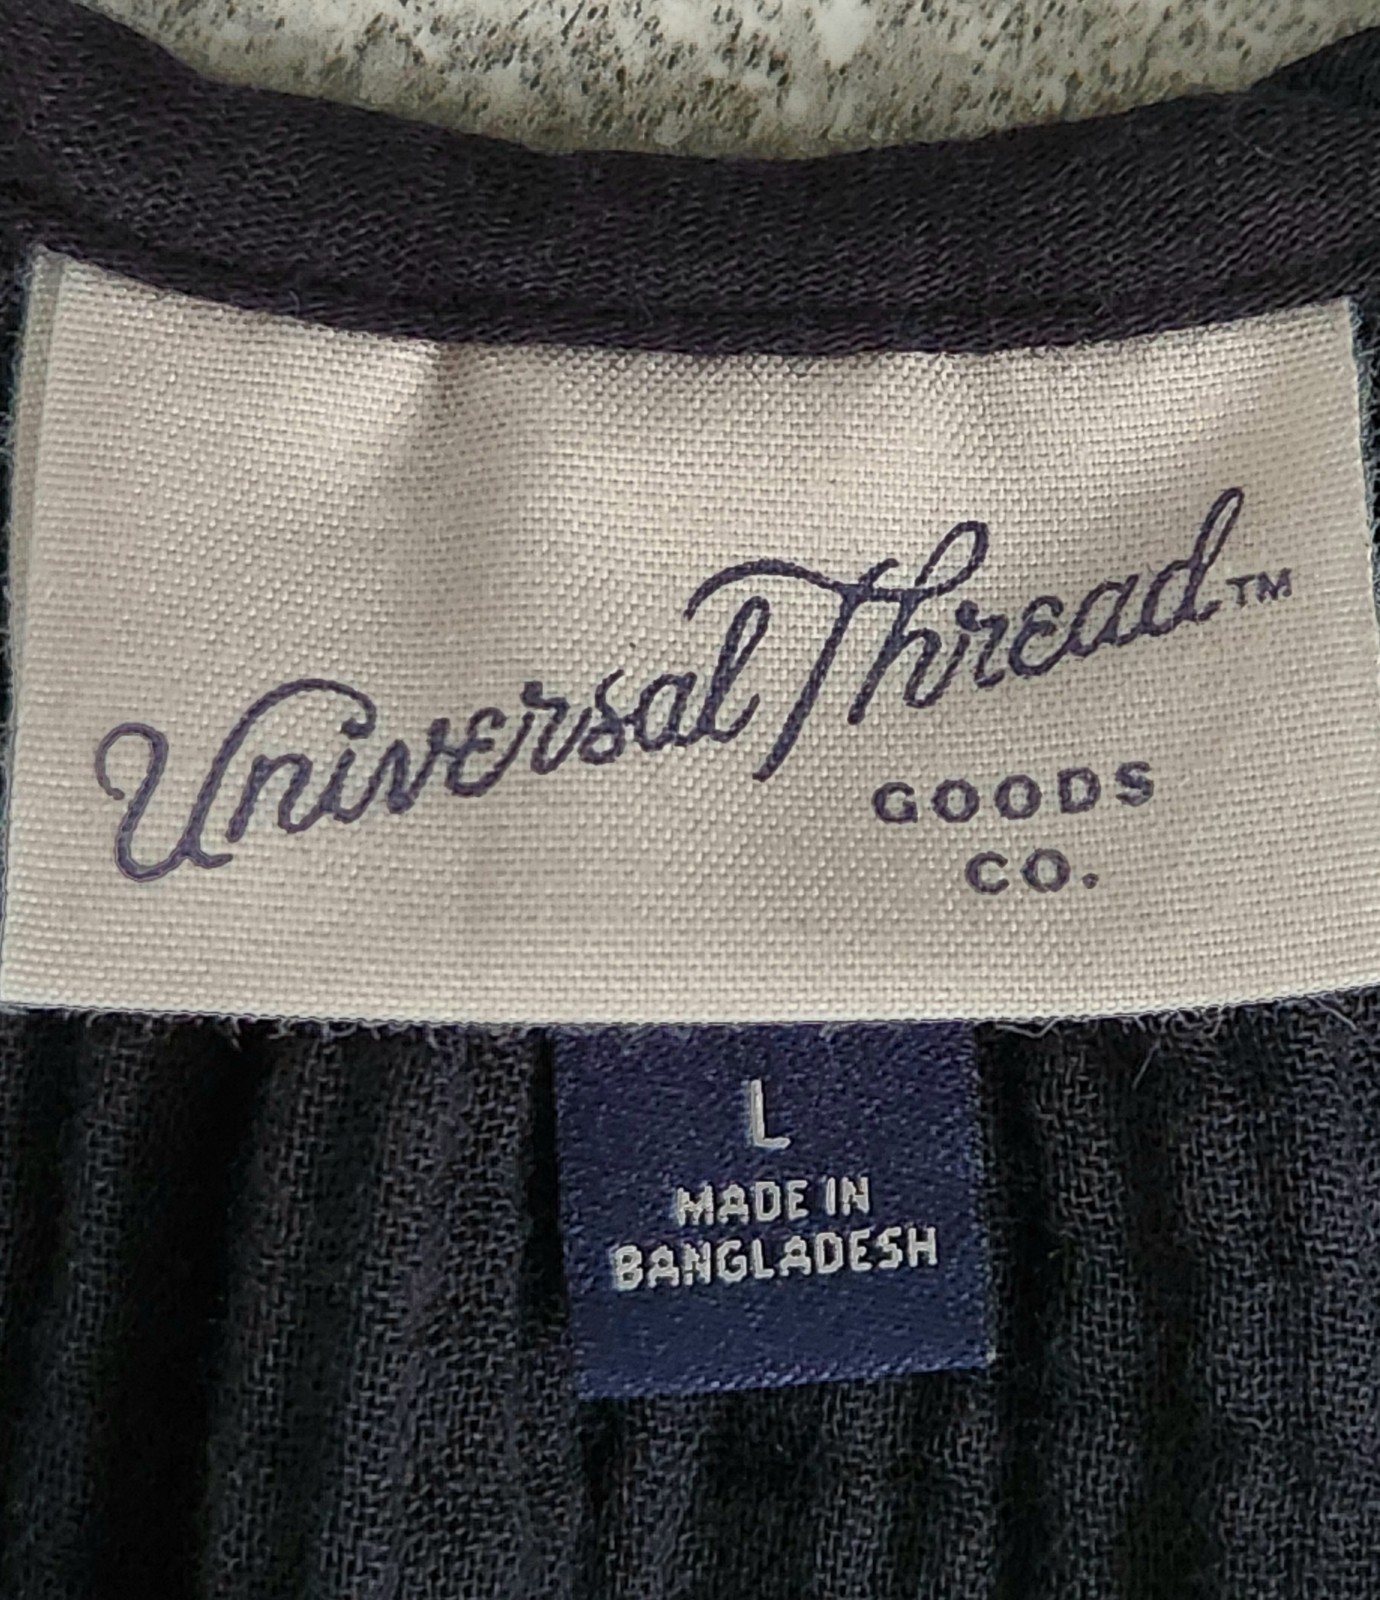 Universal Thread™
GOODS
CO.
L
MADE IN
BANGLADESH